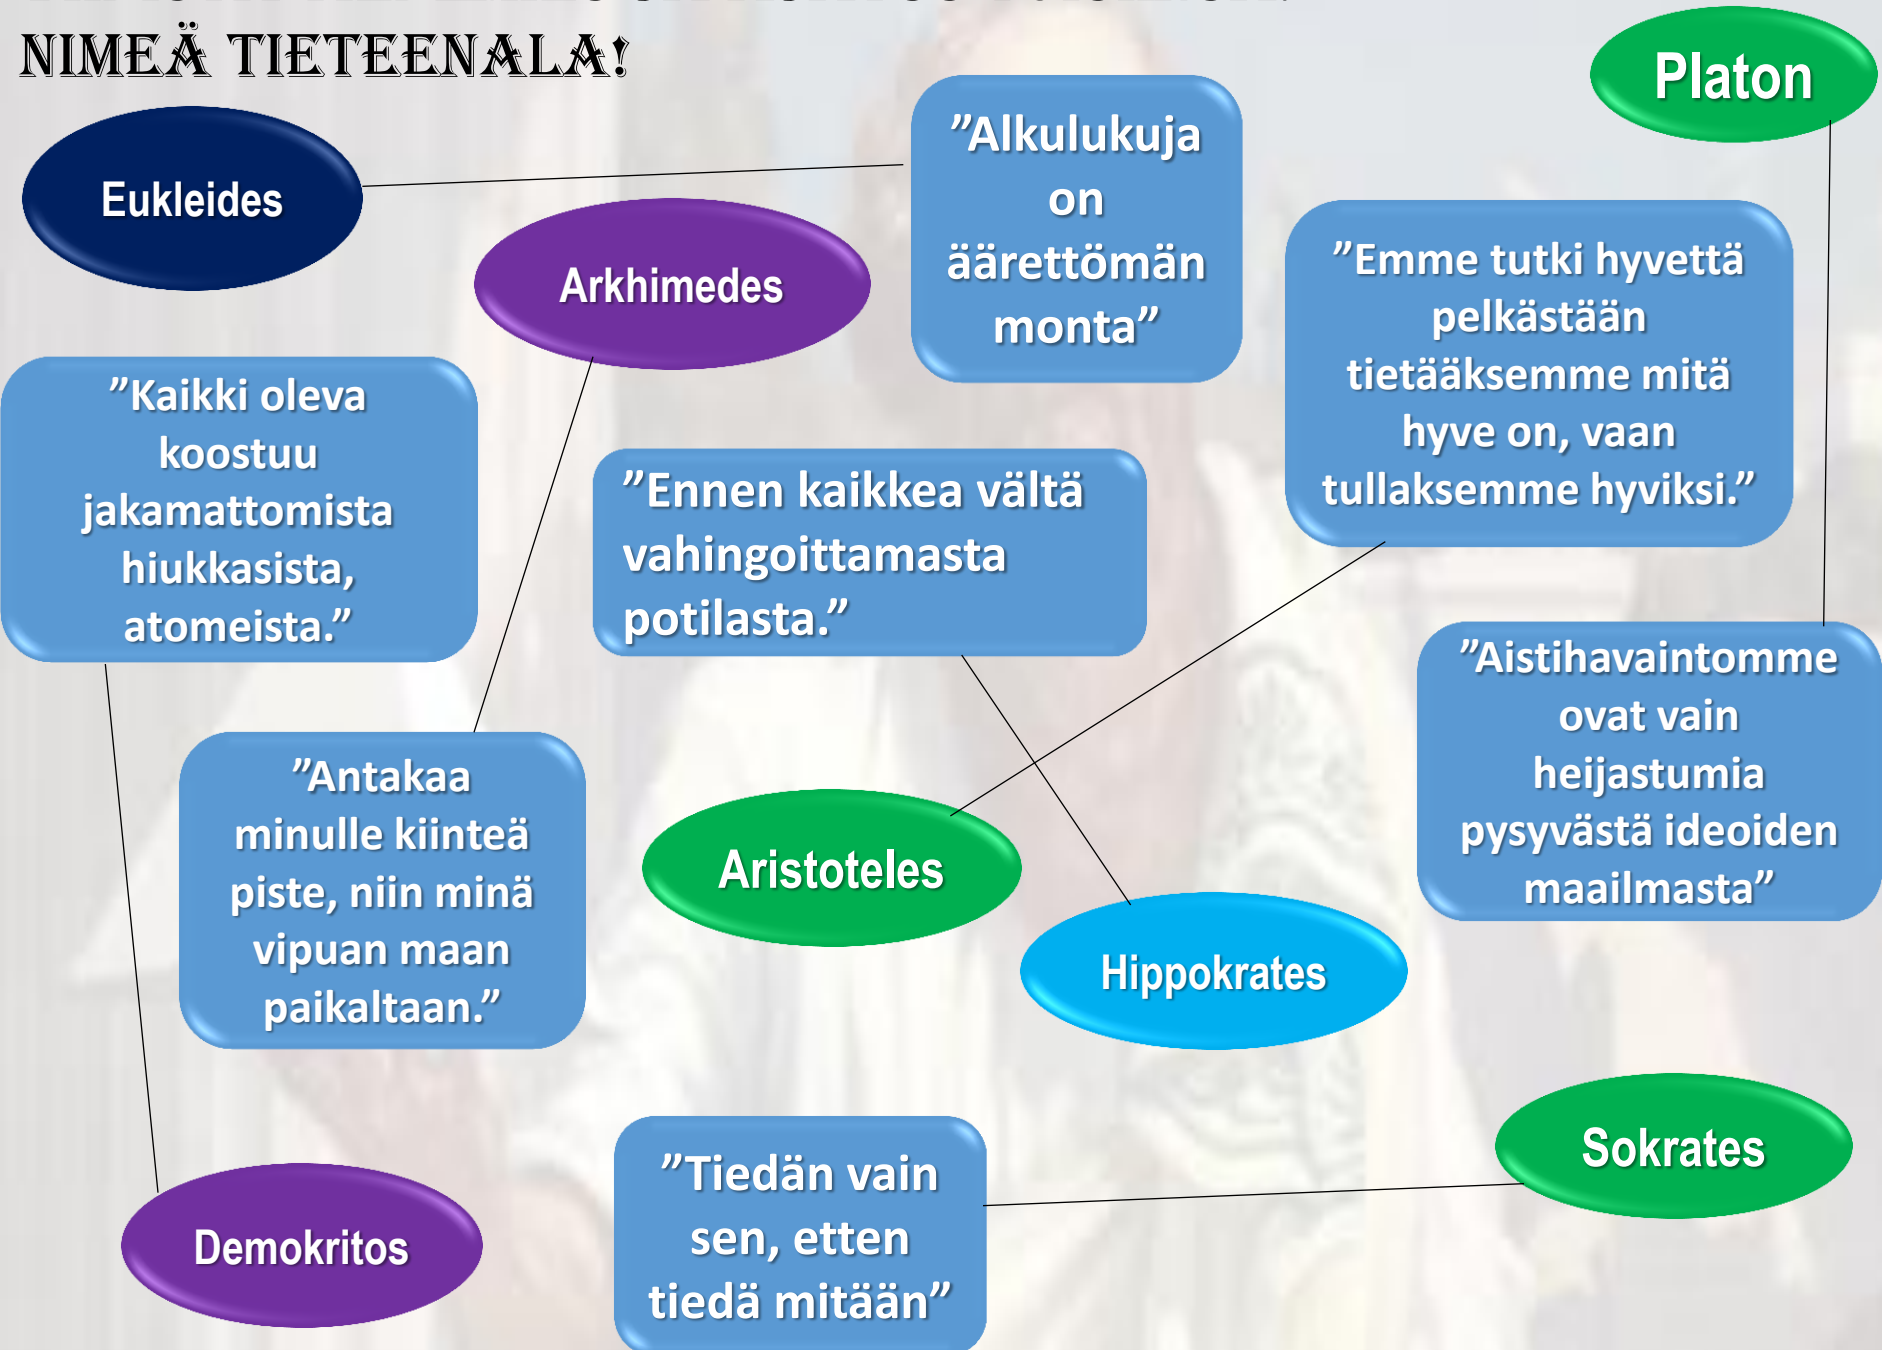 NIMEÄ TIETEENALA!
Platon
Eukleides
Arkhimedes
”Alkulukuja
on
äärettömän
monta”
”Emme tutki hyvettä
pelkästään
tietääksemme mitä
hyve on, vaan
tullaksemme hyviksi.”
”Kaikki oleva
koostuu
jakamattomista
hiukkasista,
atomeista.”
”Ennen kaikkea vältä
vahingoittamasta
potilasta.”
”Aistihavaintomme
ovat vain
heijastumia
pysyvästä ideoiden
maailmasta”
”Antakaa
minulle kiinteä
piste, niin minä
vipuan maan
paikaltaan.”
Aristoteles
Hippokrates
Sokrates
Demokritos
”Tiedän vain
sen, etten
tiedä mitään”